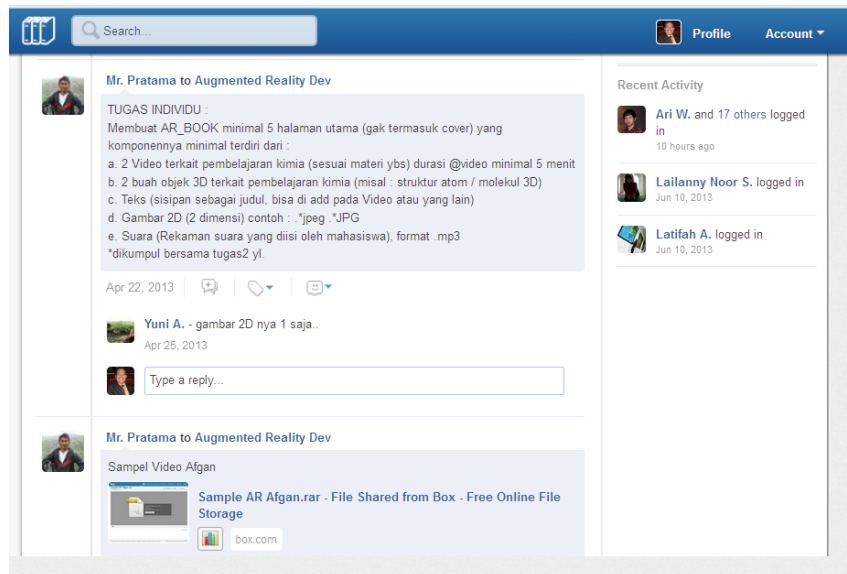 Search...
Profile
Account
Mr. Pratama to Augmented Reality Dev
TUGAS INDIVIDU :
Membuat AR_BOOK minimal 5 halaman utama (gak termasuk cover) yang
komponennya minimal terdiri dari :
a. 2 Video terkait pembelajaran kimia (sesuai materi ybs) durasi @video minimal 5 menit
b. 2 buah objek 3D terkait pembelajaran kimia (misal : struktur atom / molekul 3D)
c. Teks (sisipan sebagai judul, bisa di add pada Video atau yang lain)
d. Gambar 2D (2 dimensi) contoh : .*jpeg .*JPG
e. Suara (Rekaman suara yang diisi oleh mahasiswa), format .mp3
*dikumpul bersama tugas2 yl.
Apr 22, 2013
Yuni A. - gambar 2D nya 1 saja..
Apr 25, 2013
Type a reply...
Mr. Pratama to Augmented Reality Dev
Sampel Video Afgan
Sample AR Afgan.rar - File Shared from Box - Free Online File
Storage
box.com
Recent Activity
Ari W. and 17 others logged
in
10 hours ago
Lailanny Noor S. logged in
Jun 10, 2013
Latifah A. logged in
Jun 10, 2013